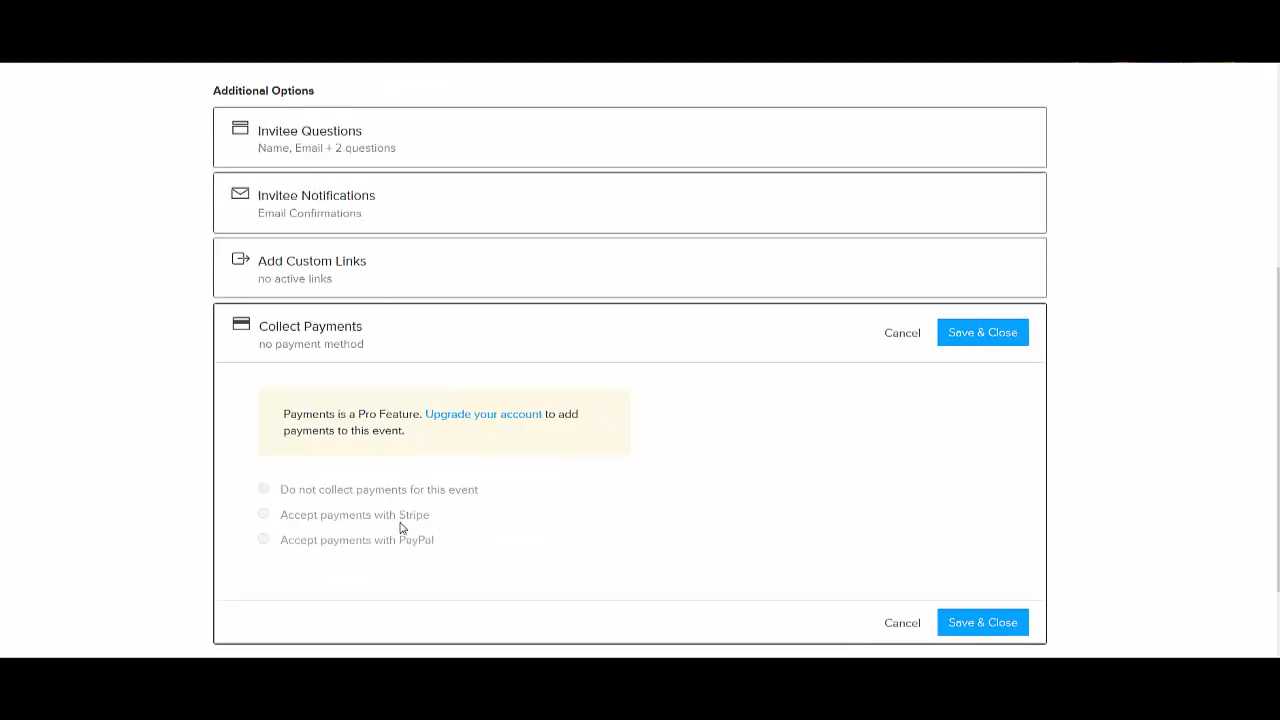 Additional Options
Invitee Questions
Name, Email + 2 questions
Invitee Notifications
Email Confirmations
Add Custom Links
no active links
Collect Payments
no payment method
Cancel
Save & Close
Payments is a Pro Feature. Upgrade your account to add
payments to this event.
Do not collect payments for this event
Accept payments with Stripe
Accept payments with PayPal
Cancel
Save & Close